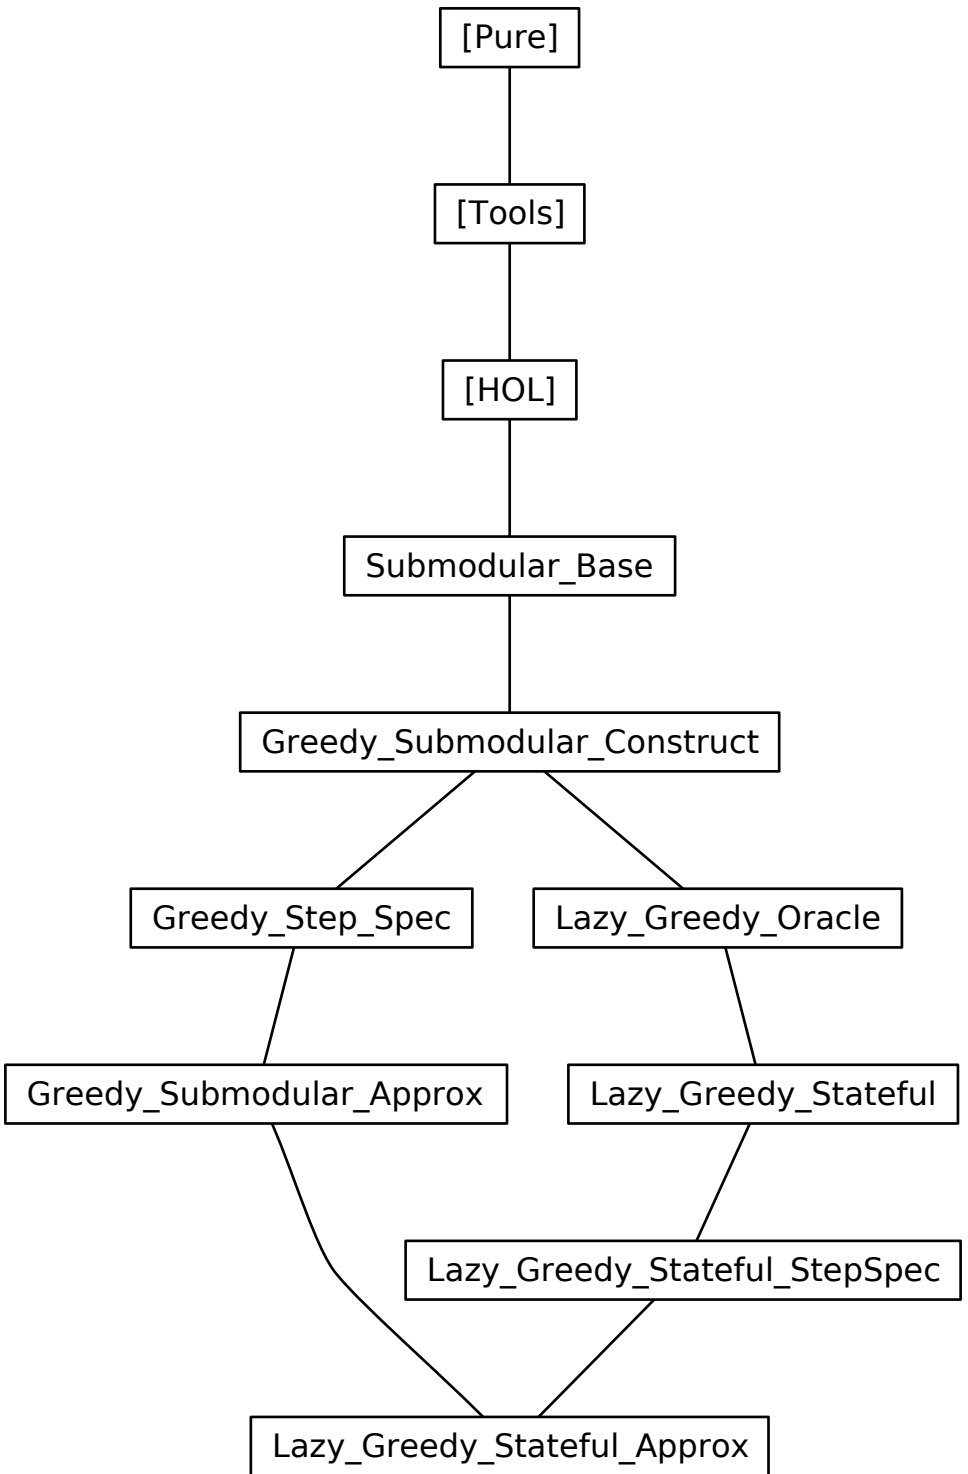 [Pure]
[Tools]
[HOL]
Submodular_Base
Greedy_Submodular_Construct
Greedy_Step_Spec
Lazy_Greedy_Oracle
Greedy_Submodular_Approx
Lazy_Greedy_Stateful
Lazy_Greedy_Stateful_StepSpec
Lazy_Greedy_Stateful_Approx